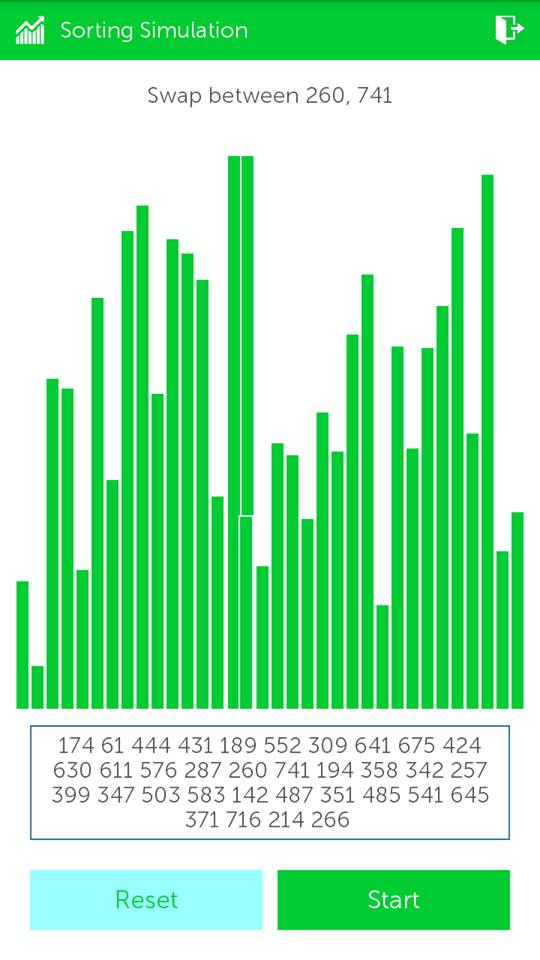 Sorting Simulation
Swap between 260, 741
174 61 444 431 189 552 309 641 675 424
630 611 576 287 260 741 194 358 342 257
399 347 503 583 142 487 351 485 541 645
371 716 214 266
Reset
Start